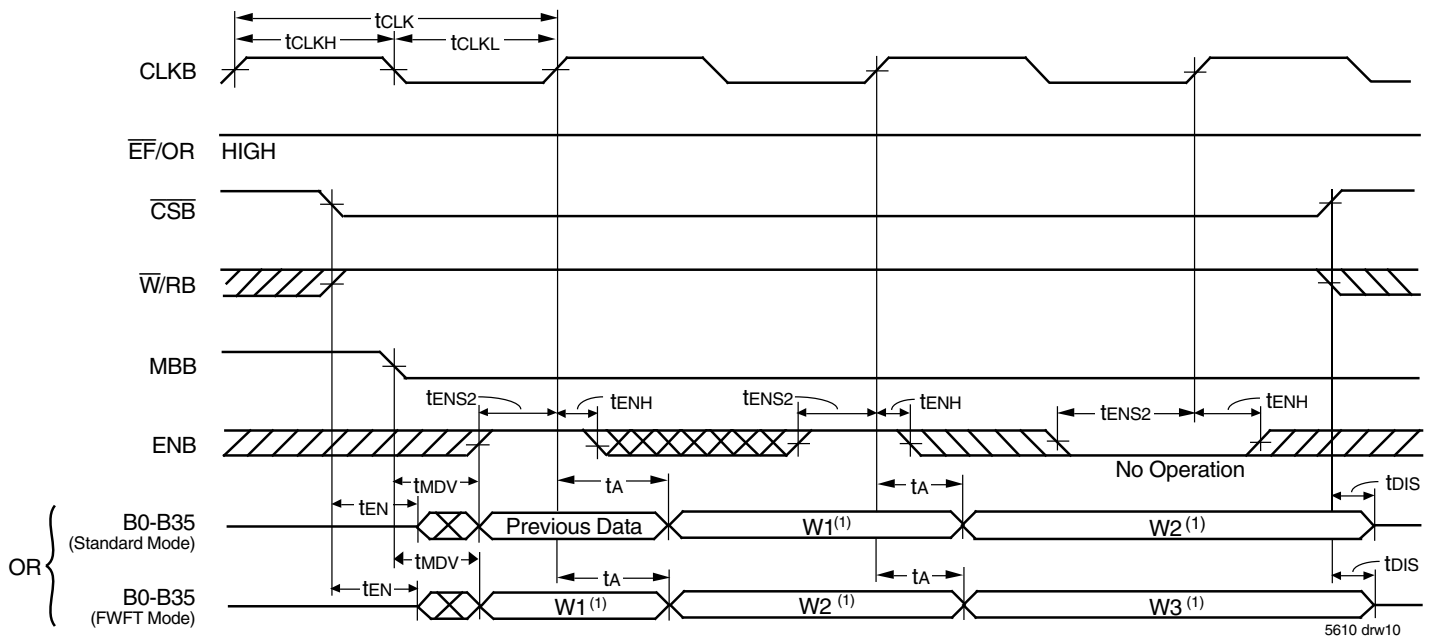 tCLK
tCLKH tCLKL
CLKB
EF/OR HIGH
CSB
W/RB
MBB
tENS2 tENH tENS2 tENH tENS2 tENH
ENB
No Operation
tMDV tA tA tDIS
tEN
B0-B35 Previous Data W1(1) W2(1)
(Standard Mode)
OR
tMDV tDIS
tEN tA tA
B0-B35 W1(1) W2(1) W3(1)
(FWFT Mode)
5610 drw10